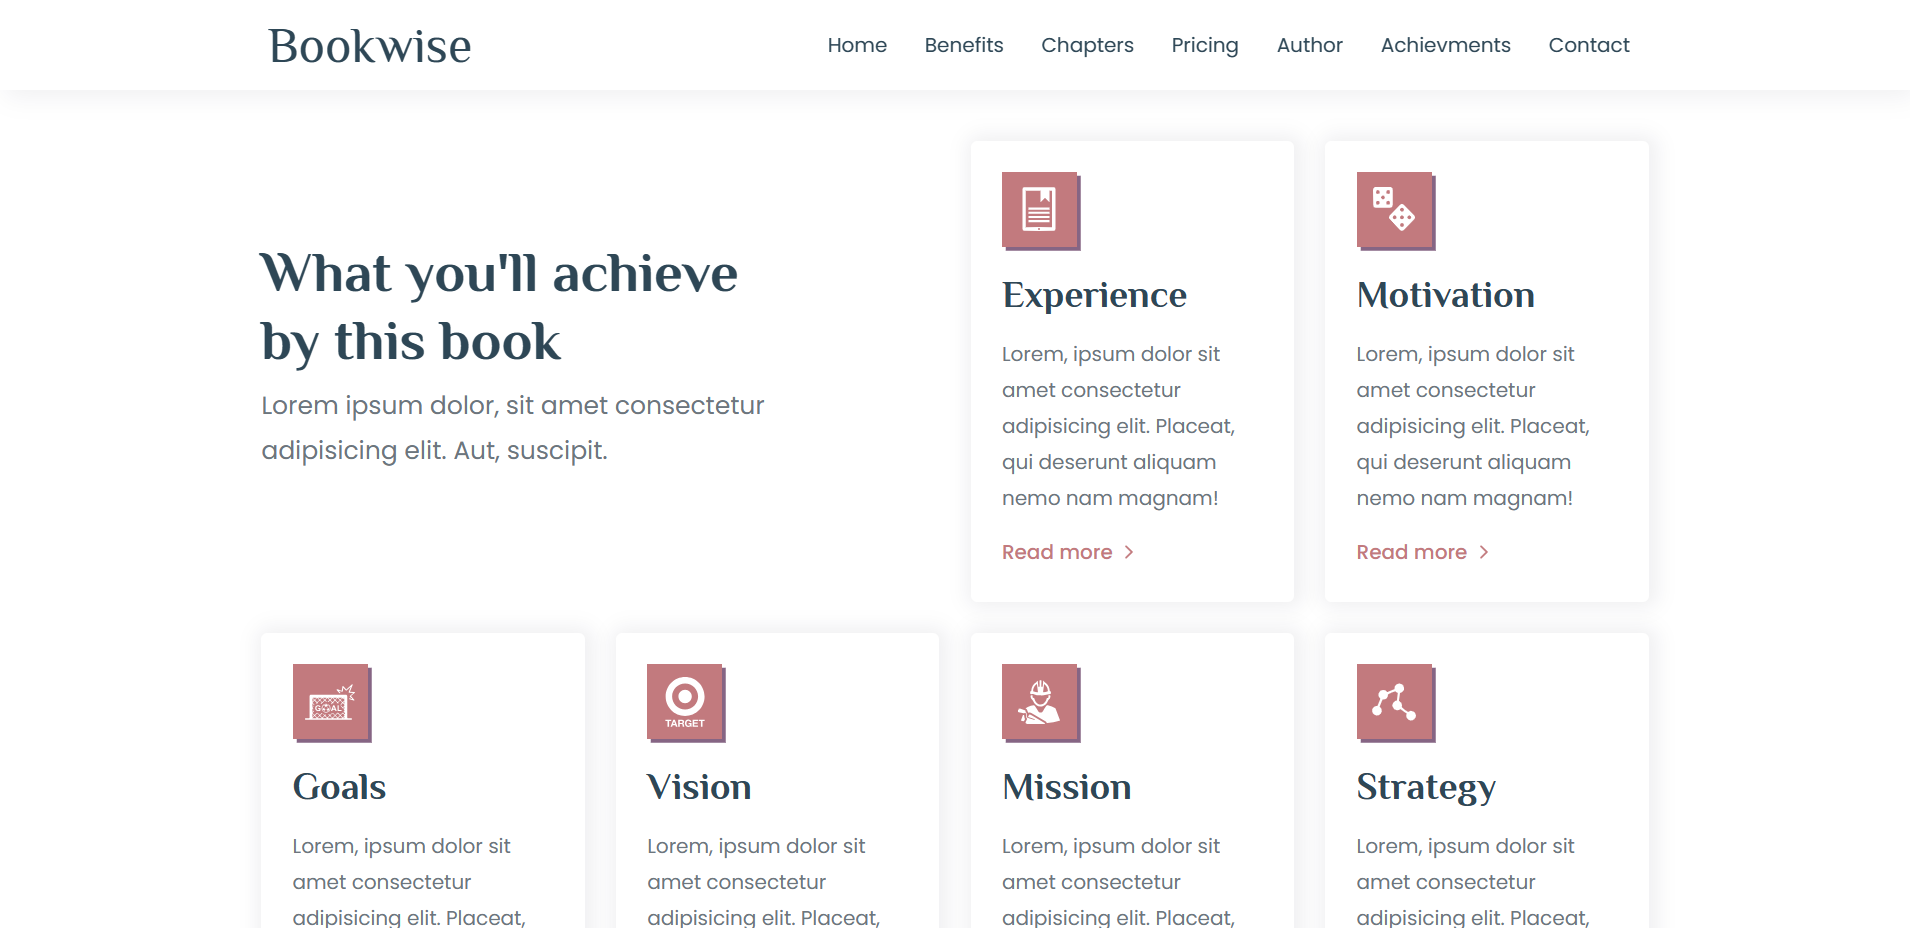 Bookwise
Home Benefits Chapters Pricing Author Achievments Contact
What you'll achieve
by this book
Lorem ipsum dolor, sit amet consectetur
adipisicing elit. Aut, suscipit.
Experience
Lorem, ipsum dolor sit
amet consectetur
adipisicing elit. Placeat,
qui deserunt aliquam
nemo nam magnam!
Read more
Motivation
Lorem, ipsum dolor sit
amet consectetur
adipisicing elit. Placeat,
qui deserunt aliquam
nemo nam magnam!
Read more
GOAL
Goals
Lorem, ipsum dolor sit
amet consectetur
adipisicing elit. Placeat,
TARGET
Vision
Lorem, ipsum dolor sit
amet consectetur
adipisicing elit. Placeat,
Mission
Lorem, ipsum dolor sit
amet consectetur
adipisicing elit. Placeat,
Strategy
Lorem, ipsum dolor sit
amet consectetur
adipisicing elit. Placeat,